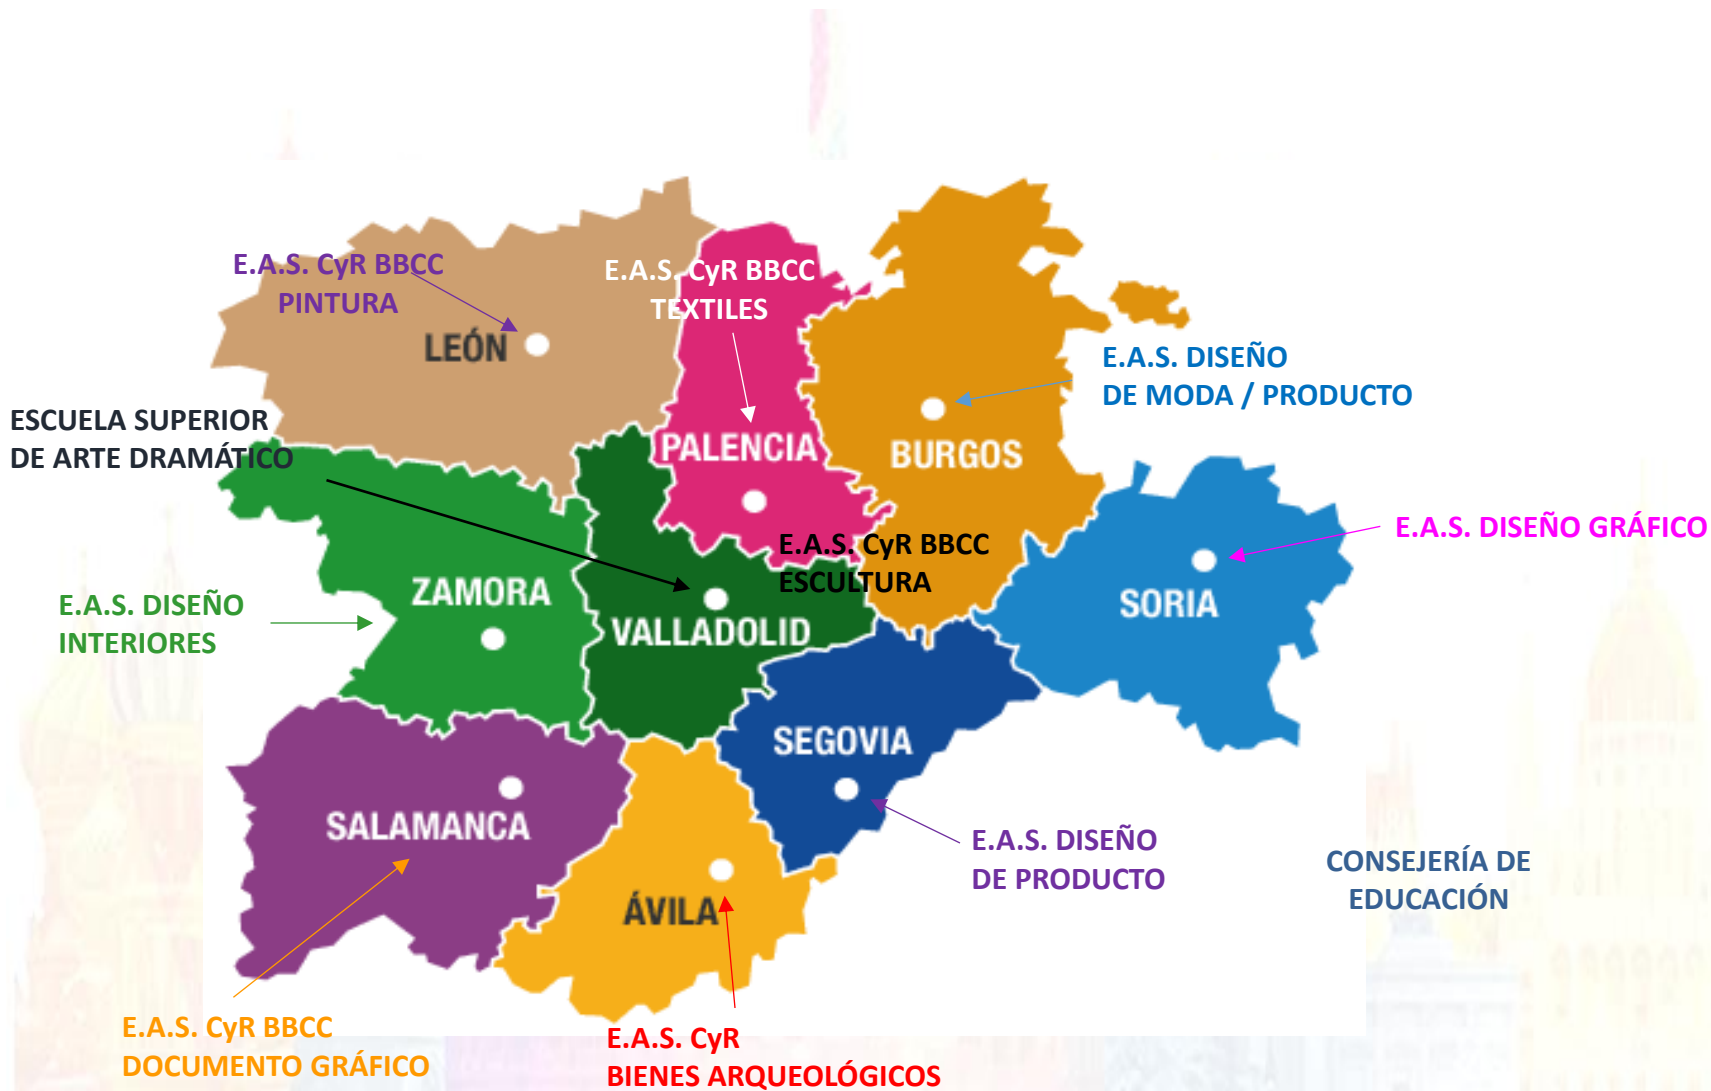 E.A.S. CyR BBCC
PINTURA
E.A.S. CyR BBCC
TEXTILES
LEÓN
E.A.S. DISEÑO
DE MODA / PRODUCTO
ESCUELA SUPERIOR
DE ARTE DRAMÁTICO
PALENCIA
BURGOS
E.A.S. DISEÑO GRÁFICO
E.A.S. CyR BBCC
ESCULTURA
ZAMORA
SORIA
E.A.S. DISEÑO
INTERIORES
VALLADOLID
SEGOVIA
SALAMANCA
E.A.S. DISEÑO
DE PRODUCTO
CONSEJERÍA DE
EDUCACIÓN
ÁVILA
E.A.S. CyR BBCC
DOCUMENTO GRÁFICO
E.A.S. CyR
BIENES ARQUEOLÓGICOS